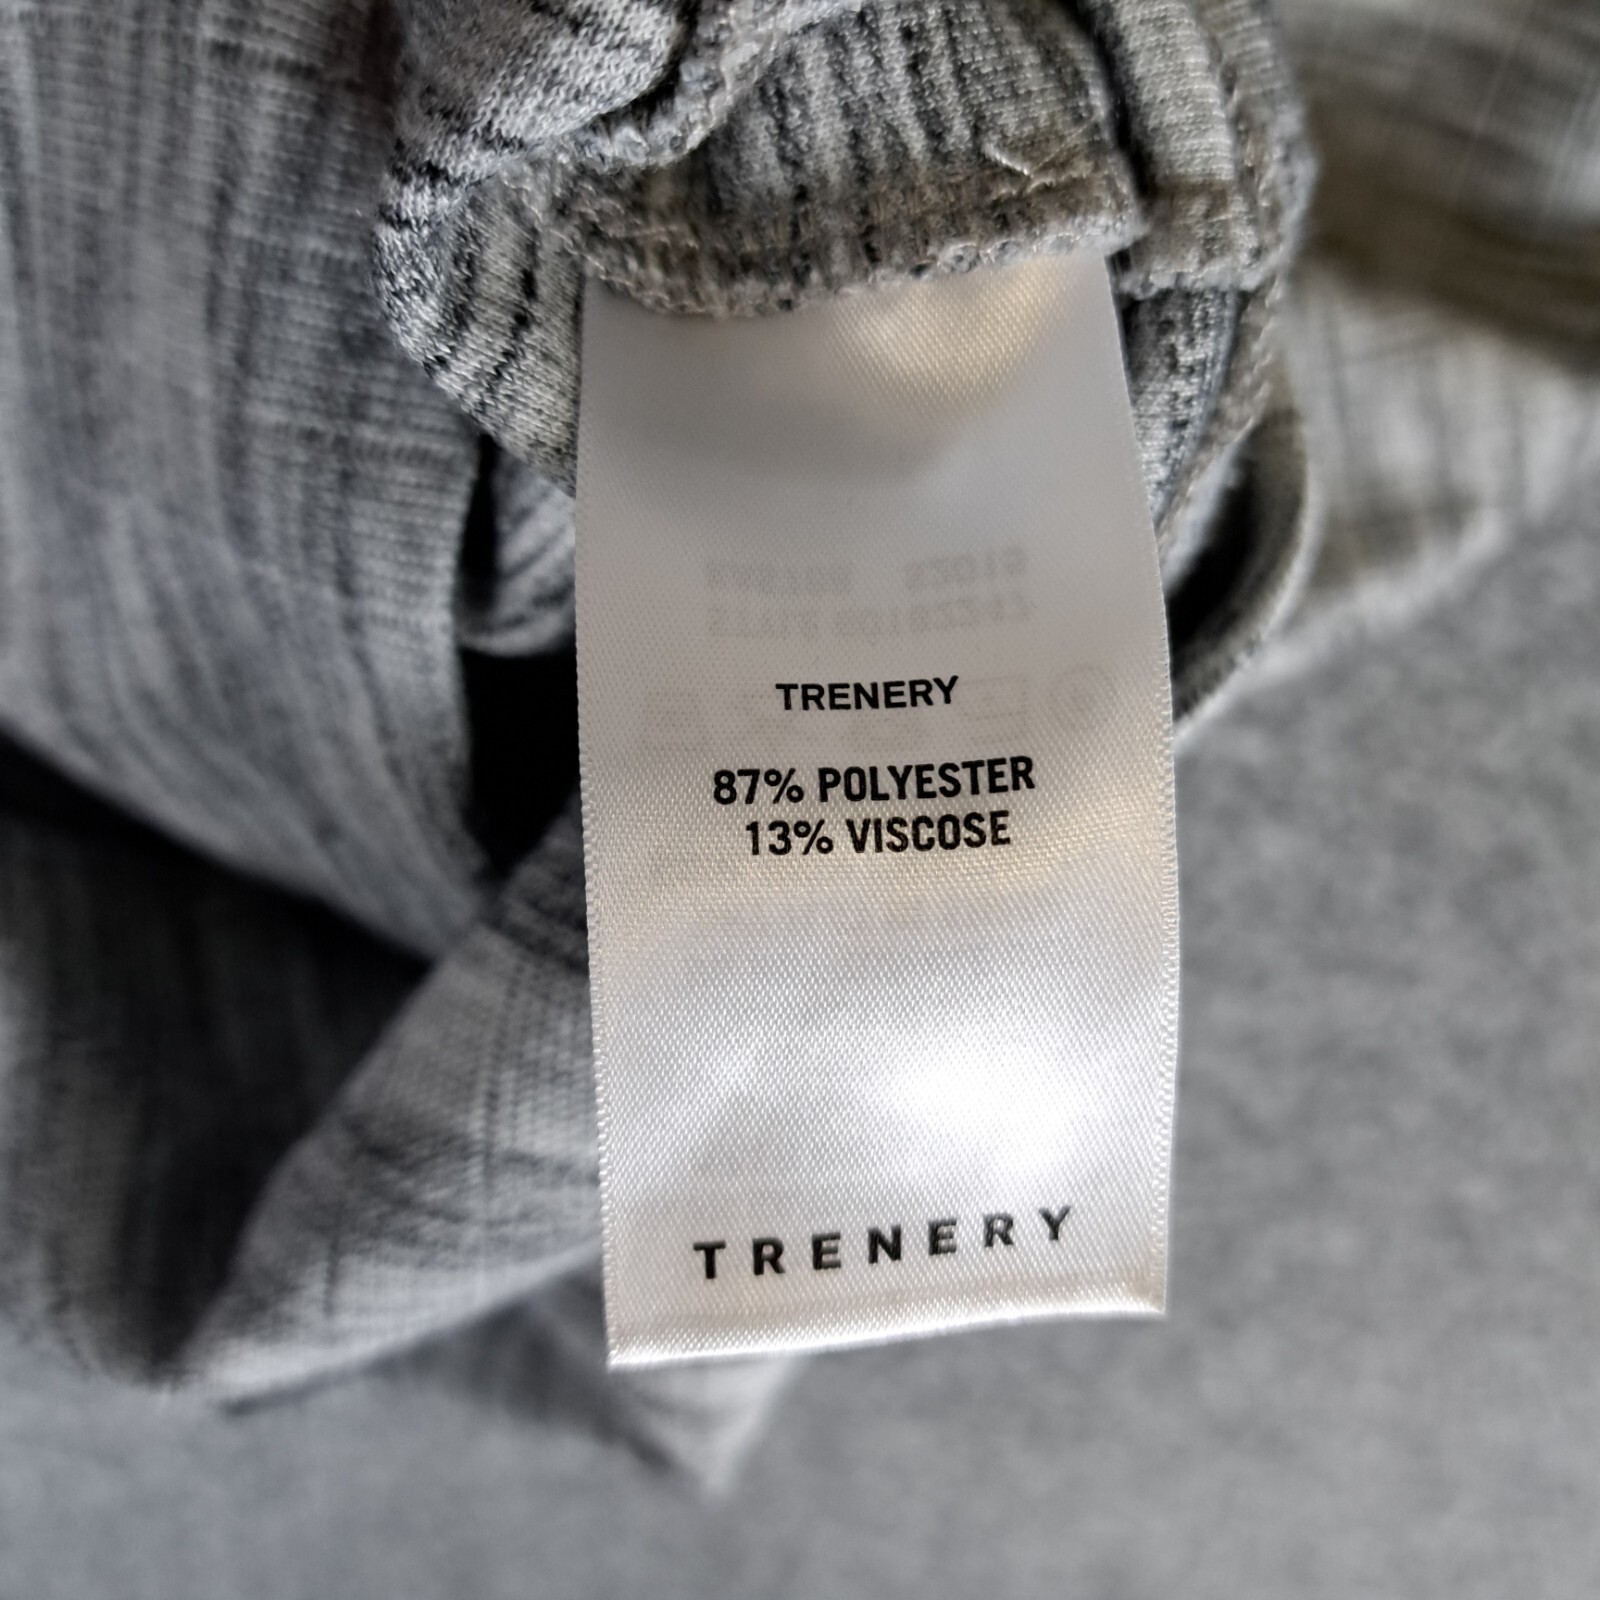 TRENERY
87% POLYESTER
13% VISCOSE
TRENERY